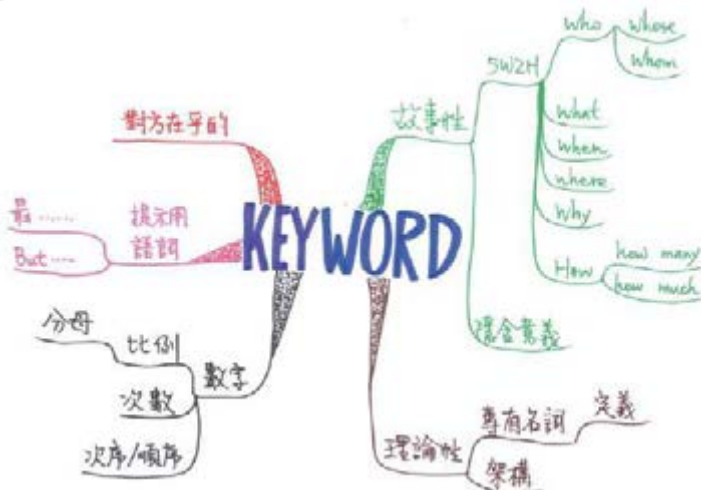 KEYWORD
故事性
5W2H
who
whose
whom
what
when
where
why
How
how many
how much
隱含意義
理論性
專有名詞
定義
架構
對方在乎的
提示用
語詞
最……
But……
數字
比例
分母
次數
次序/順序